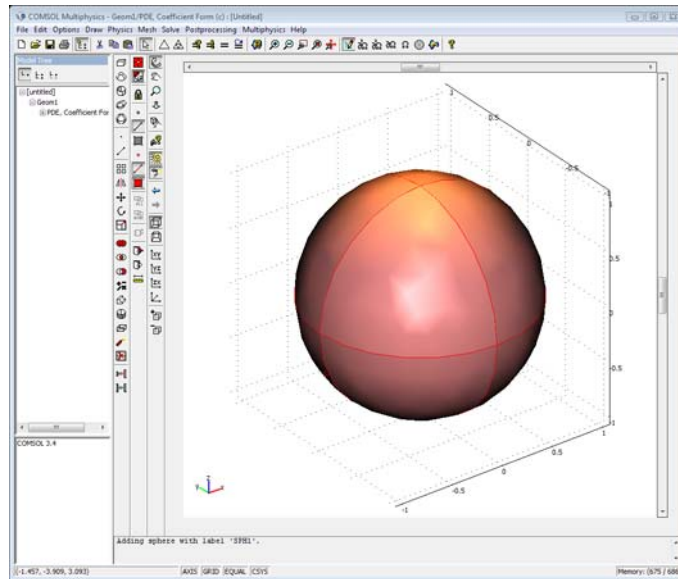 COMSOL Multiphysics - Geom1/PDE, Coefficient Form (c) : [Untitled]
File Edit Options Draw Physics Mesh Solve Postprocessing Multiphysics Help
Model Tree
[untitled]
Geom1
PDE, Coefficient For
COMSOL 3.4
1
0.5
0
-0.5
-1
1
0.5
0
-0.5
-1
-1
-0.5
0
0.5
1
z
y
x
Adding sphere with label 'SPH1'.
(-1.457, -3.909, 3.093)
AXIS GRID EQUAL CSYS
Memory: (675 / 686